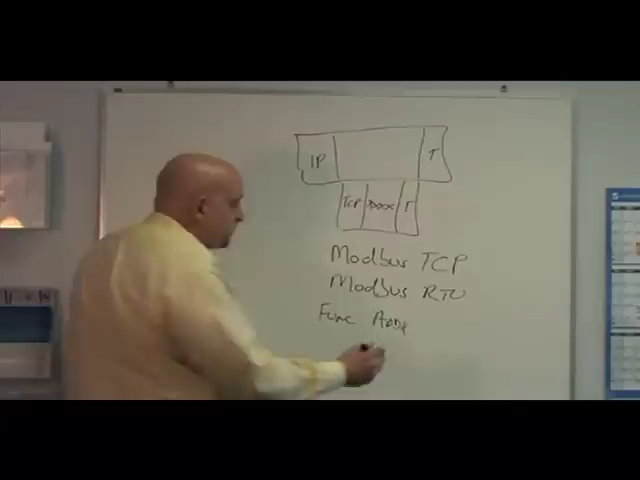 IP T
TCP xxxx T
Modbus TCP
Modbus RTU
Func Addr